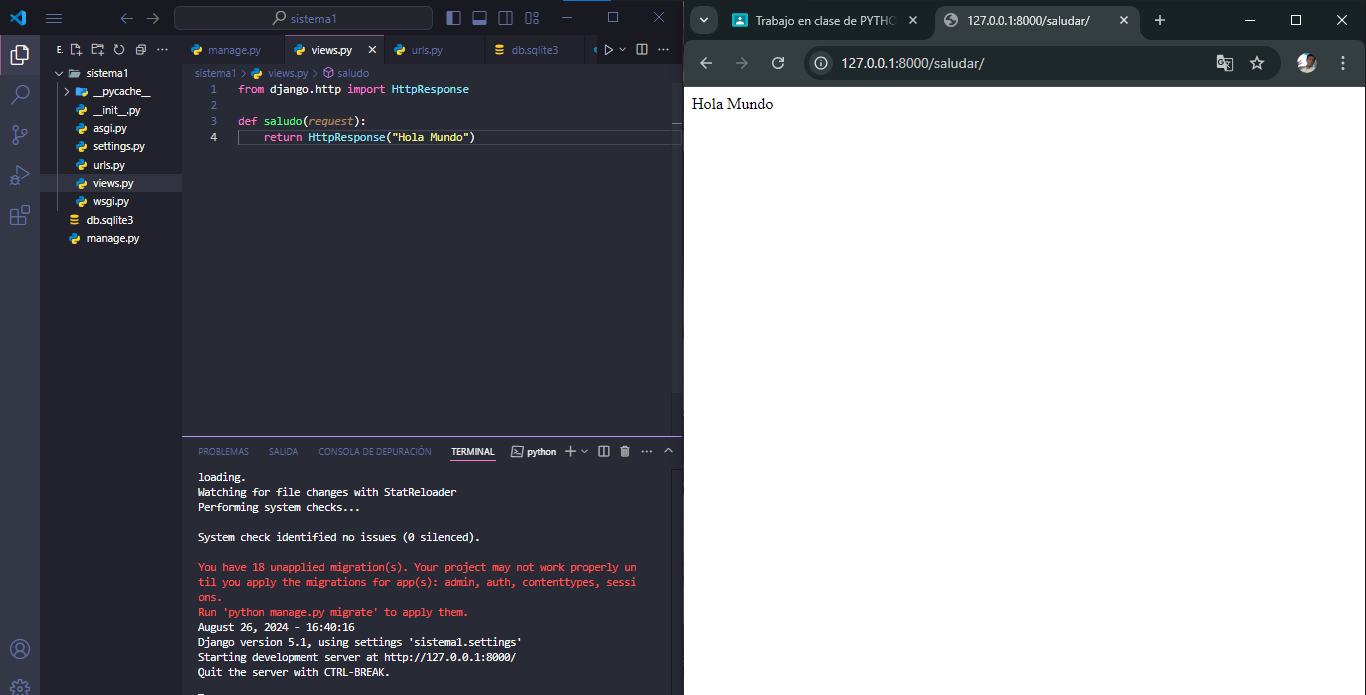 sistema1
E.
sistema1
__pycache__
__init__.py
asgi.py
settings.py
urls.py
views.py
wsgi.py
db.sqlite3
manage.py
manage.py
views.py
urls.py
db.sqlite3
sistema1 > views.py > saludo
1 from django.http import HttpResponse
2
3 def saludo(request):
4 return HttpResponse("Hola Mundo")
PROBLEMAS SALIDA CONSOLA DE DEPURACIÓN TERMINAL python
loading.
Watching for file changes with StatReloader
Performing system checks...
System check identified no issues (0 silenced).
You have 18 unapplied migration(s). Your project may not work properly un
til you apply the migrations for app(s): admin, auth, contenttypes, sessi
ons.
Run 'python manage.py migrate' to apply them.
August 26, 2024 - 16:40:16
Django version 5.1, using settings 'sistema1.settings'
Starting development server at http://127.0.0.1:8000/
Quit the server with CTRL-BREAK.
Trabajo en clase de PYTHO
127.0.0.1:8000/saludar/
127.0.0.1:8000/saludar/
Hola Mundo